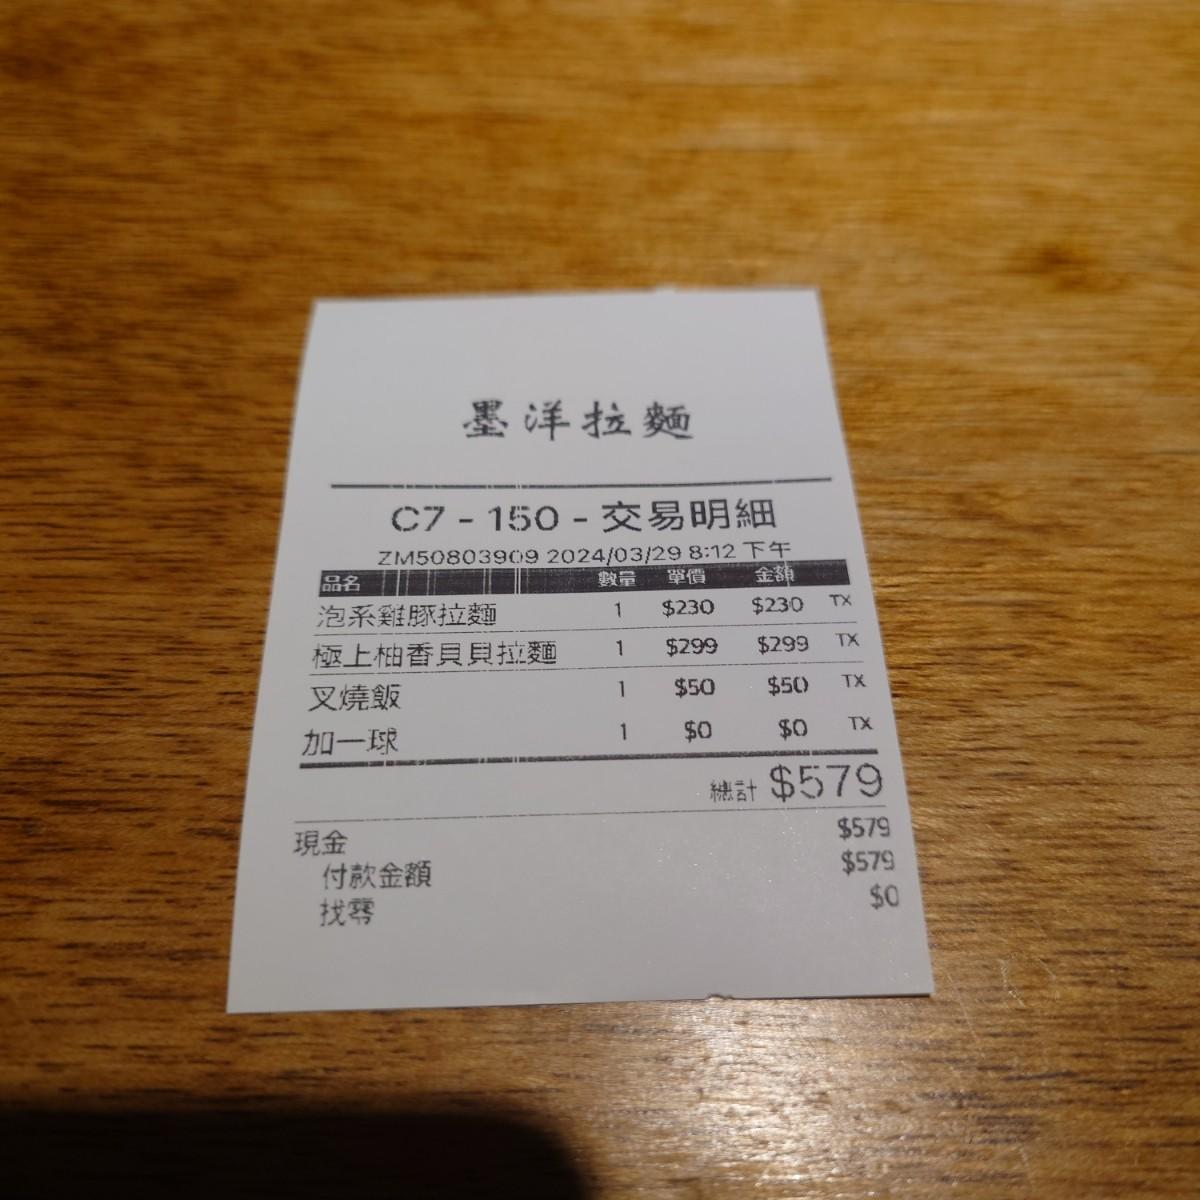 墨洋拉麵
C7 - 150 - 交易明細
ZM50803909 2024/03/29 8:12 下午
品名 數量 單價 金額
泡系雞豚拉麵 1 $230 $230 TX
極上柚香貝貝拉麵 1 $299 $299 TX
叉燒飯 1 $50 $50 TX
加一球 1 $0 $0 TX
總計 $579
現金 $579
付款金額 $579
找零 $0